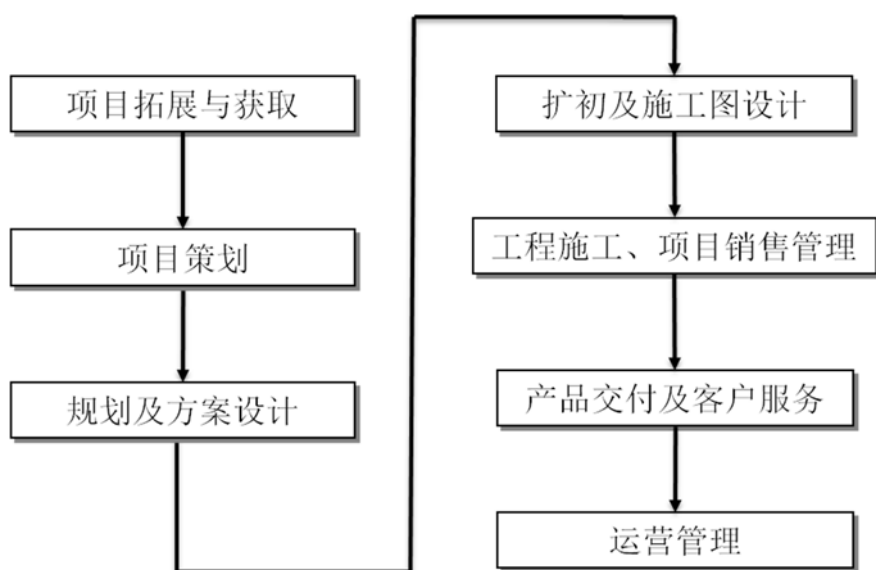 项目拓展与获取
项目策划
规划及方案设计
扩初及施工图设计
工程施工、项目销售管理
产品交付及客户服务
运营管理